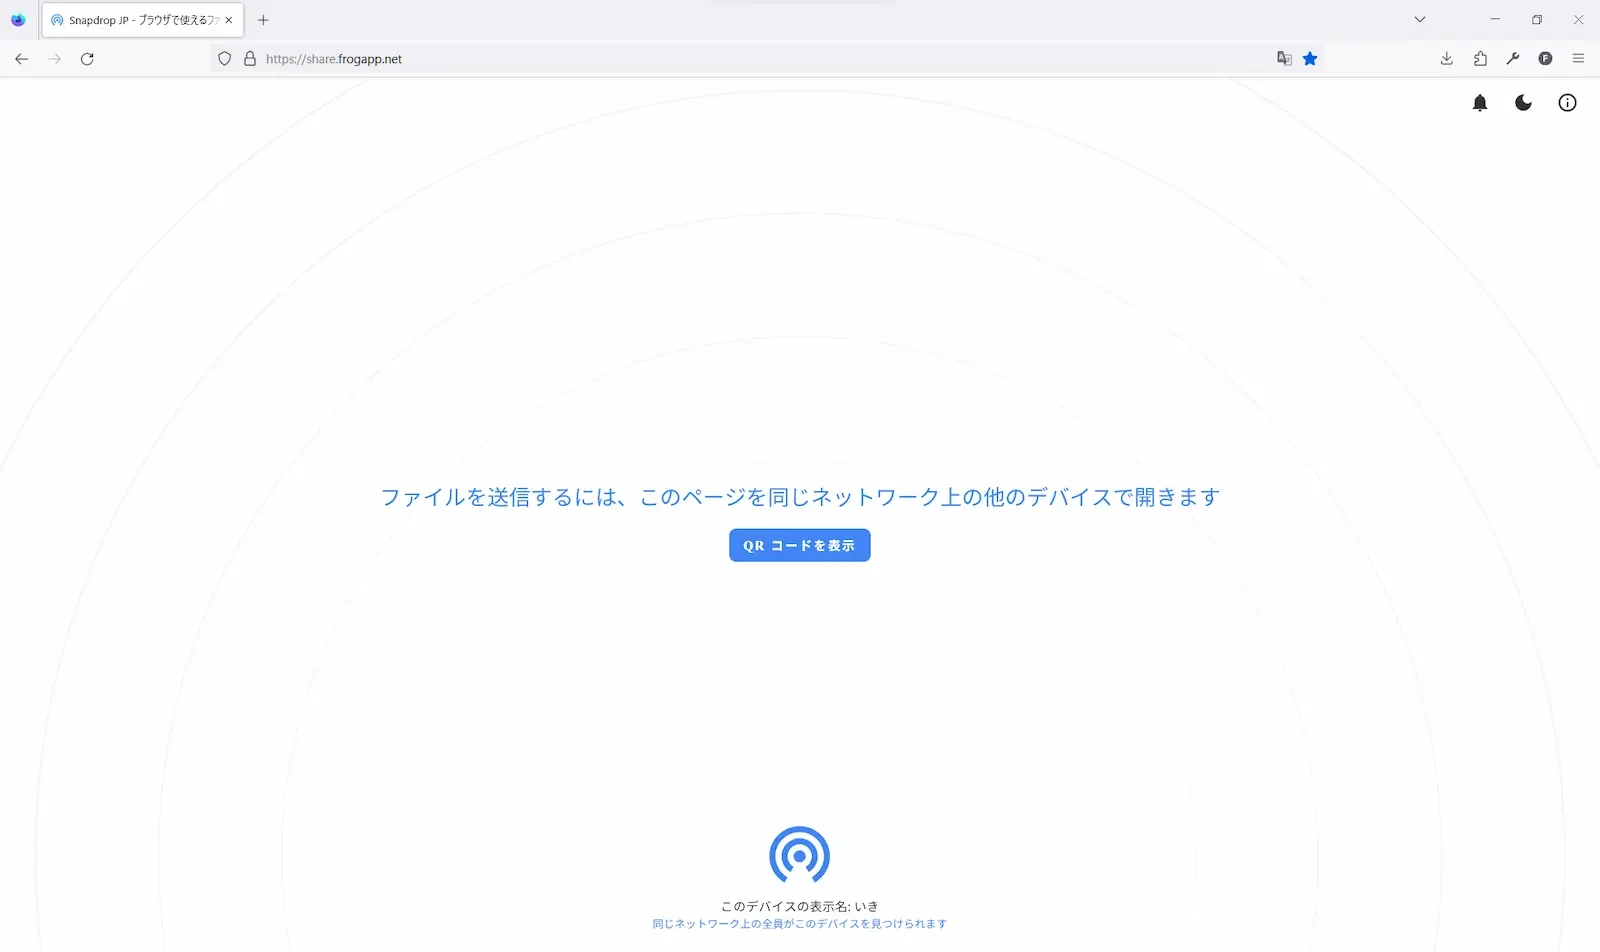 Snapdrop JP - ブラウザで使えるファ
https://share.frogapp.net
F
ファイルを送信するには、このページを同じネットワーク上の他のデバイスで開きます
QR コードを表示
このデバイスの表示名: いき
同じネットワーク上の全員がこのデバイスを見つけられます